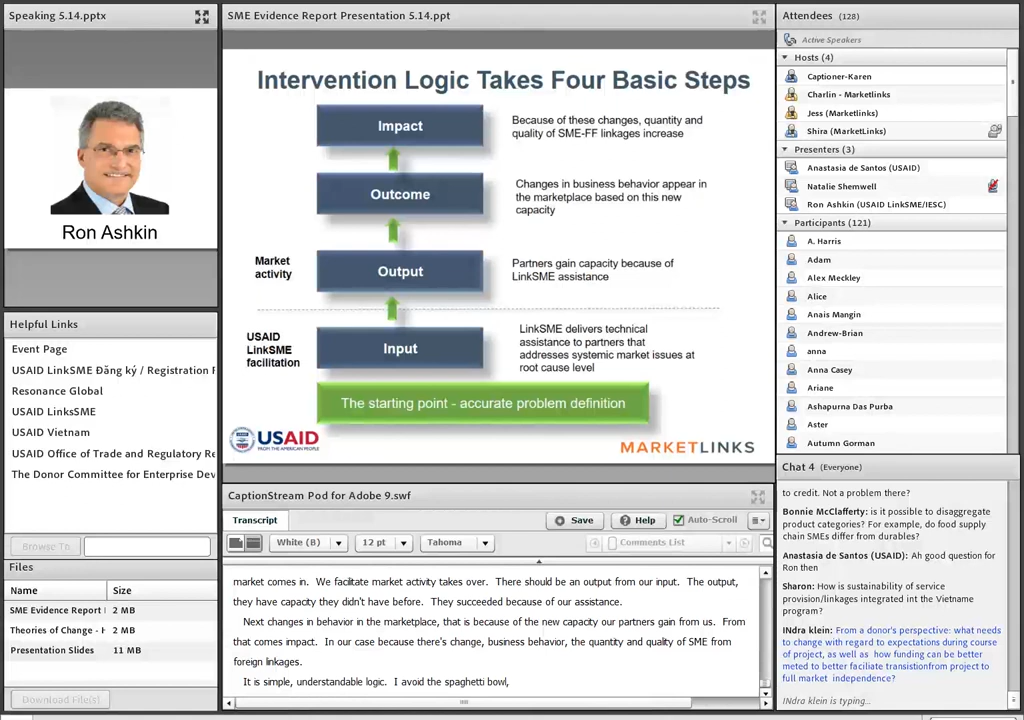 Speaking 5.14.pptx
Ron Ashkin
Helpful Links
Event Page
USAID LinkSME Đăng ký / Registration F
Resonance Global
USAID LinksSME
USAID Vietnam
USAID Office of Trade and Regulatory Re
The Donor Committee for Enterprise Dev
Browse To
Files
Name Size
SME Evidence Report 2 MB
Theories of Change - 2 MB
Presentation Slides 11 MB
Download File(s)
SME Evidence Report Presentation 5.14.ppt
Intervention Logic Takes Four Basic Steps
Impact
Because of these changes, quantity and
quality of SME-FF linkages increase
Outcome
Changes in business behavior appear in
the marketplace based on this new
capacity
Market
activity
Output
Partners gain capacity because of
LinkSME assistance
USAID
LinkSME
facilitation
Input
LinkSME delivers technical
assistance to partners that
addresses systemic market issues at
root cause level
The starting point - accurate problem definition
USAID
FROM THE AMERICAN PEOPLE
MARKETLINKS
CaptionStream Pod for Adobe 9.swf
Transcript
Save Help Auto-Scroll
White (B) 12 pt Tahoma Comments List
market comes in. We facilitate market activity takes over. There should be an output from our input. The output,
they have capacity they didn't have before. They succeeded because of our assistance.
Next changes in behavior in the marketplace, that is because of the new capacity our partners gain from us. From
that comes impact. In our case because there's change, business behavior, the quantity and quality of SME from
foreign linkages.
It is simple, understandable logic. I avoid the spaghetti bowl,
Attendees (128)
Active Speakers
Hosts (4)
Captioner-Karen
Charlin - Marketlinks
Jess (Marketlinks)
Shira (MarketLinks)
Presenters (3)
Anastasia de Santos (USAID)
Natalie Shemwell
Ron Ashkin (USAID LinkSME/IESC)
Participants (121)
A. Harris
Adam
Alex Meckley
Alice
Anais Mangin
Andrew-Brian
anna
Anna Casey
Ariane
Ashapurna Das Purba
Aster
Autumn Gorman
Chat 4 (Everyone)
to credit. Not a problem there?
Bonnie McClafferty: is it possible to disaggregate
product categories? For example, do food supply
chain SMEs differ from durables?
Anastasia de Santos (USAID): Ah good question for
Ron then
Sharon: How is sustainability of service
provision/linkages integrated int the Vietname
program?
INdra klein: From a donor's perspective: what needs
to change with regard to expectations during course
of project, as well as how funding can be better
meted to better faciliate transistionfrom project to
full market independence?
INdra klein is typing...